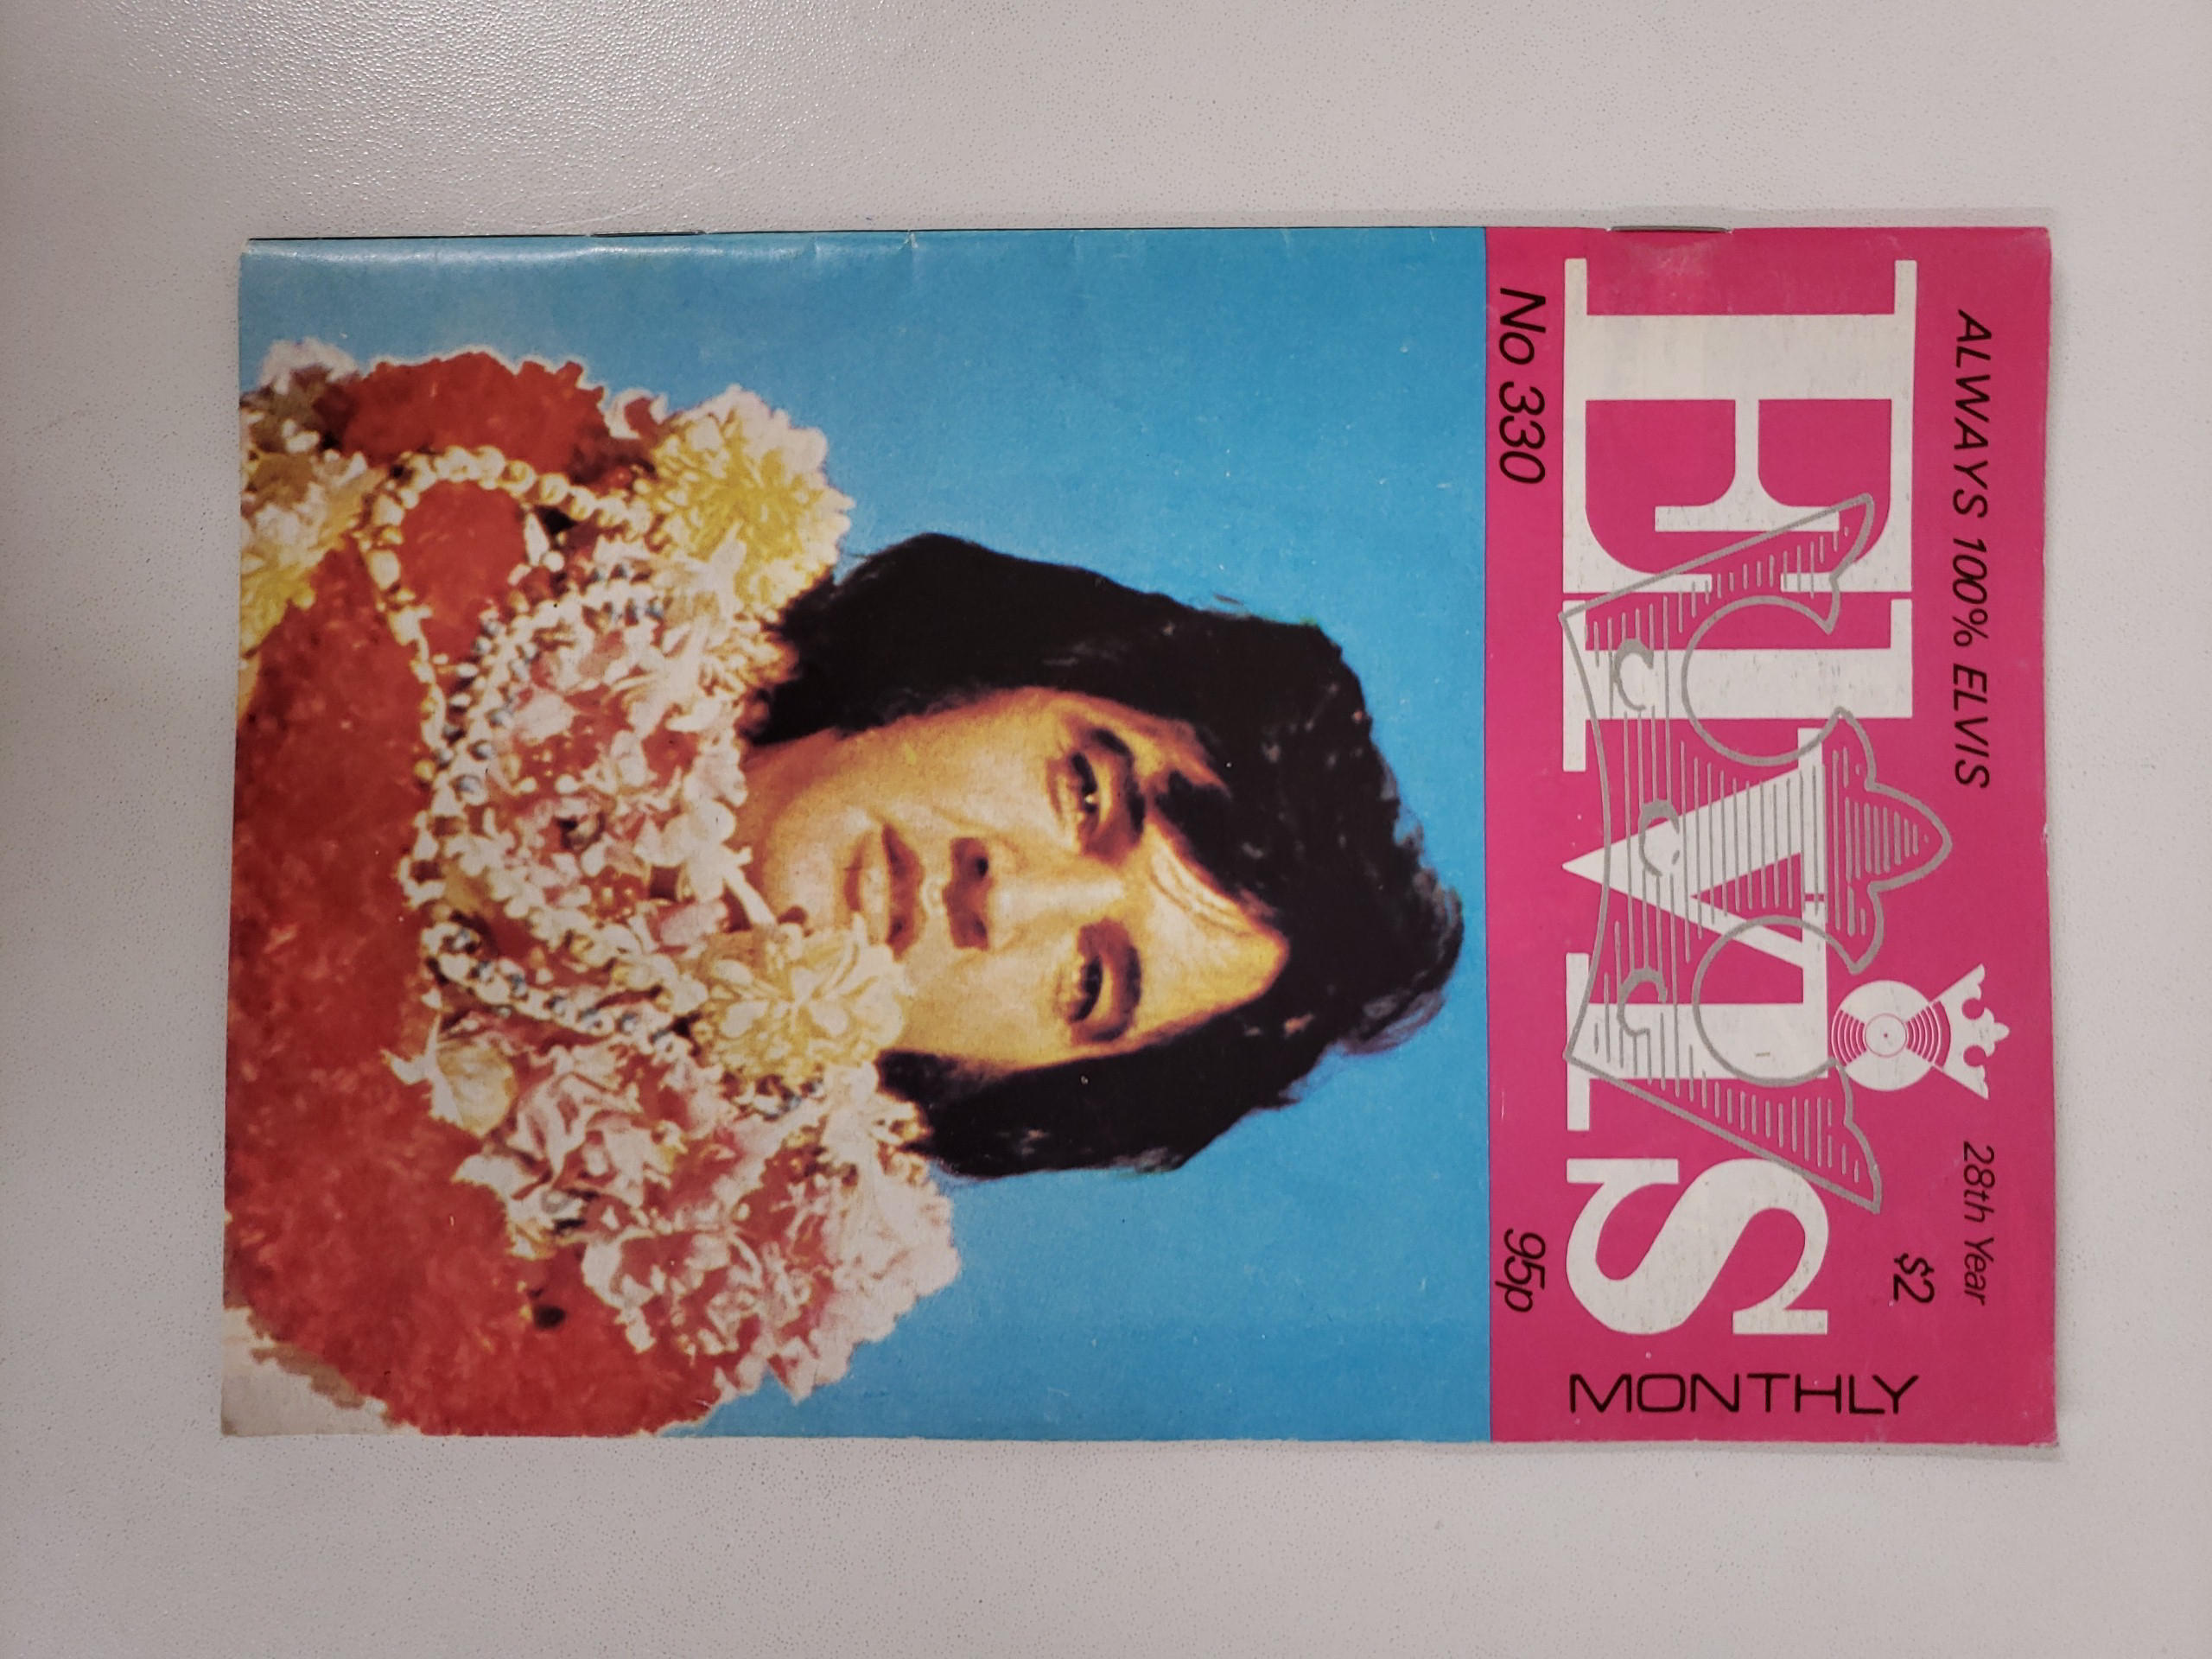 ALWAYS 100% ELVIS
28th Year
$2
ELVIS
MONTHLY
No 330
95p